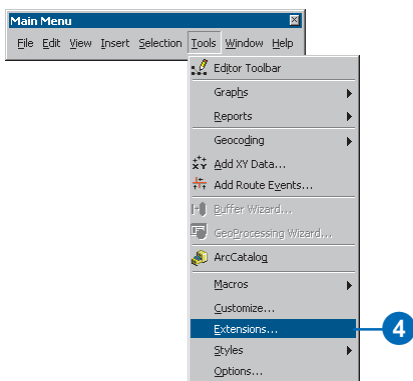 Main Menu
File Edit View Insert Selection Tools Window Help
Editor Toolbar
Graphs
Reports
Geocoding
Add XY Data...
Add Route Events...
Buffer Wizard...
GeoProcessing Wizard...
ArcCatalog
Macros
Customize...
Extensions... 4
Styles
Options...